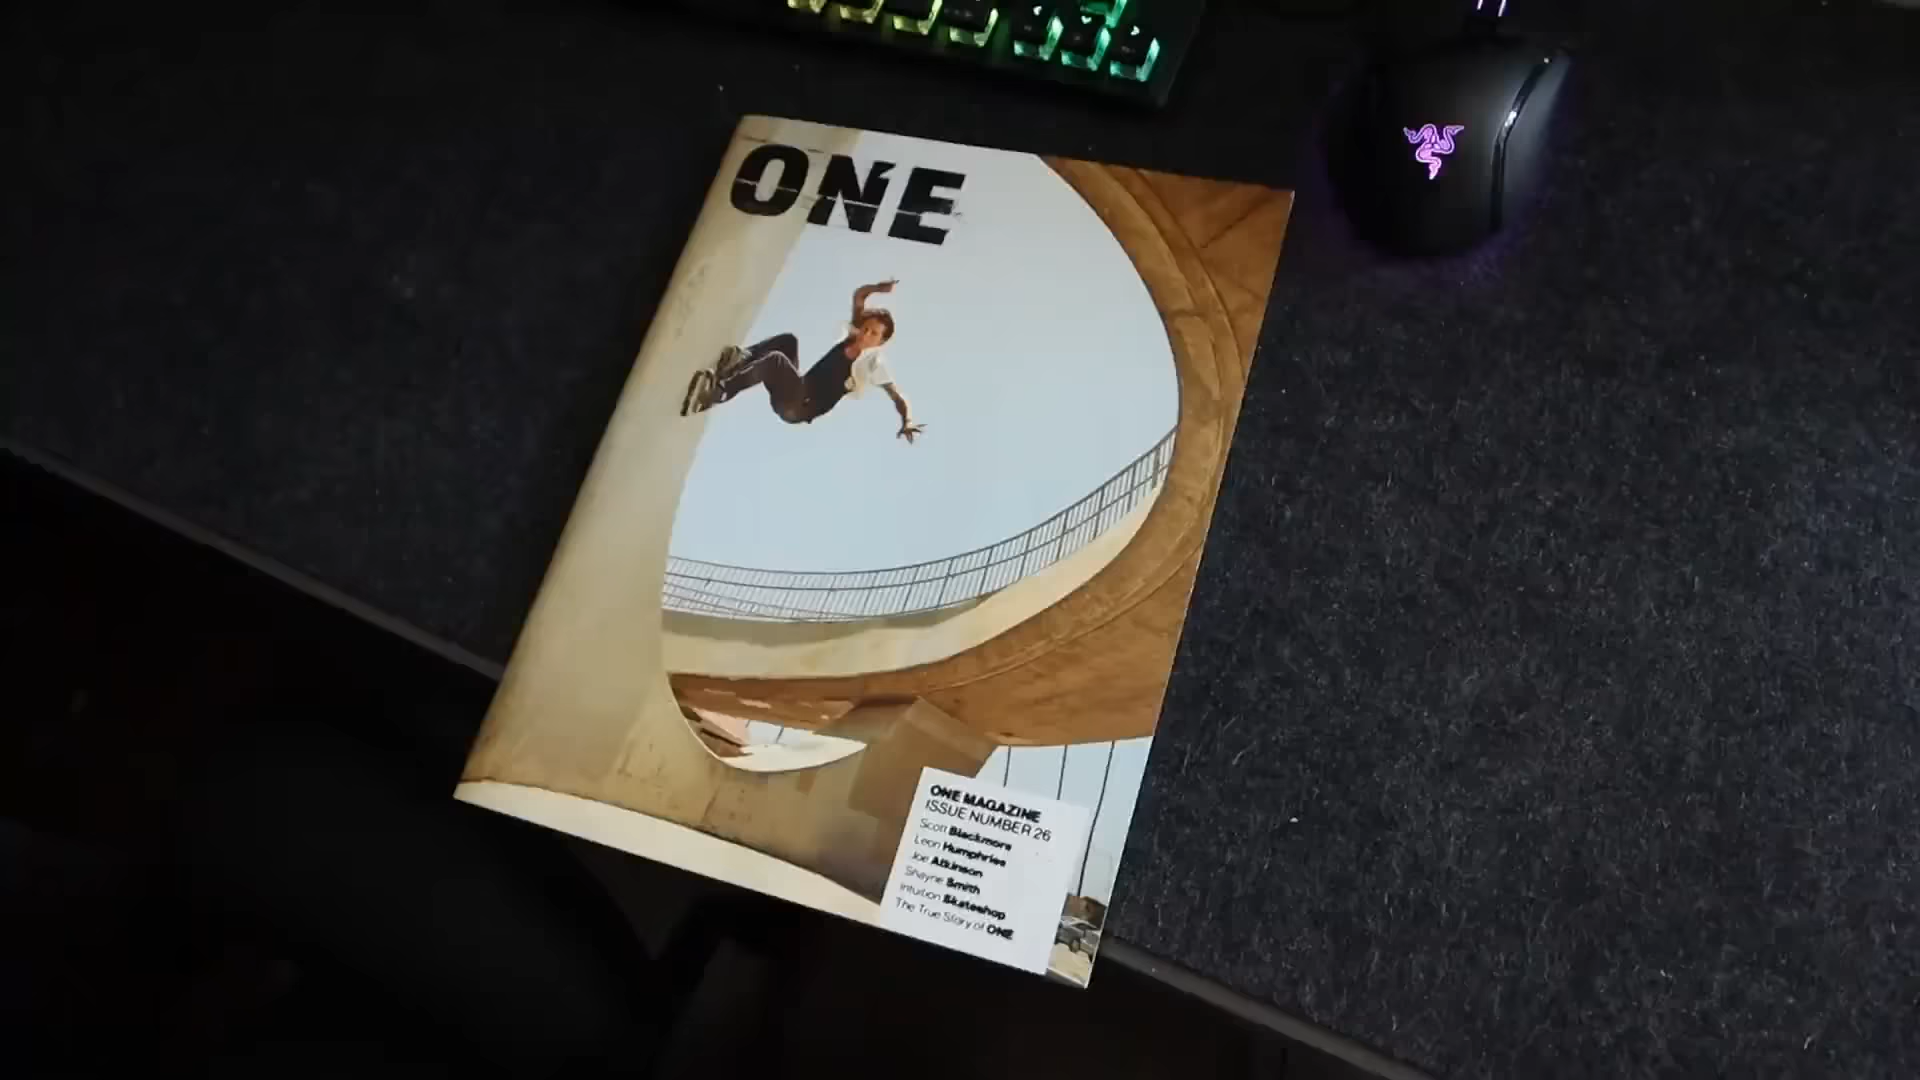 ONE
ONE MAGAZINE
ISSUE NUMBER 26
Scott Blackmore
Leon Humphries
Joe Atkinson
Shayne Smith
Intuition Skateshop
The True Story of ONE